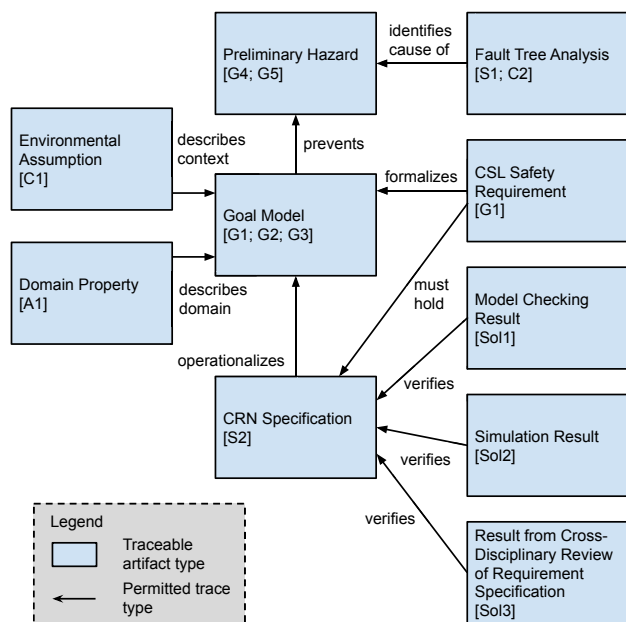 Preliminary Hazard
[G4; G5]
identifies
cause of
Fault Tree Analysis
[S1; C2]
Environmental
Assumption
[C1]
describes
context
prevents
formalizes
CSL Safety
Requirement
[G1]
Goal Model
[G1; G2; G3]
Domain Property
[A1]
describes
domain
must
hold
Model Checking
Result
[Sol1]
operationalizes
verifies
CRN Specification
[S2]
Simulation Result
[Sol2]
verifies
verifies
Result from Cross-
Disciplinary Review
of Requirement
Specification
[Sol3]
Legend
Traceable
artifact type
Permitted trace
type